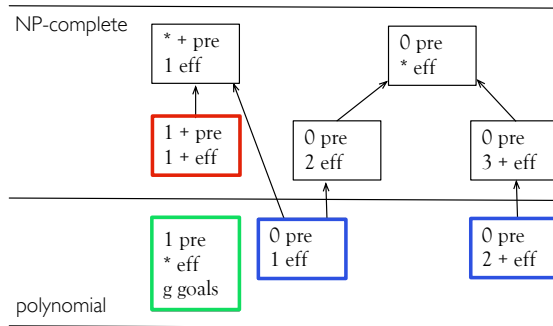 NP-complete
* + pre
1 eff
0 pre
* eff
1 + pre
1 + eff
0 pre
2 eff
0 pre
3 + eff
1 pre
* eff
g goals
0 pre
1 eff
0 pre
2 + eff
polynomial